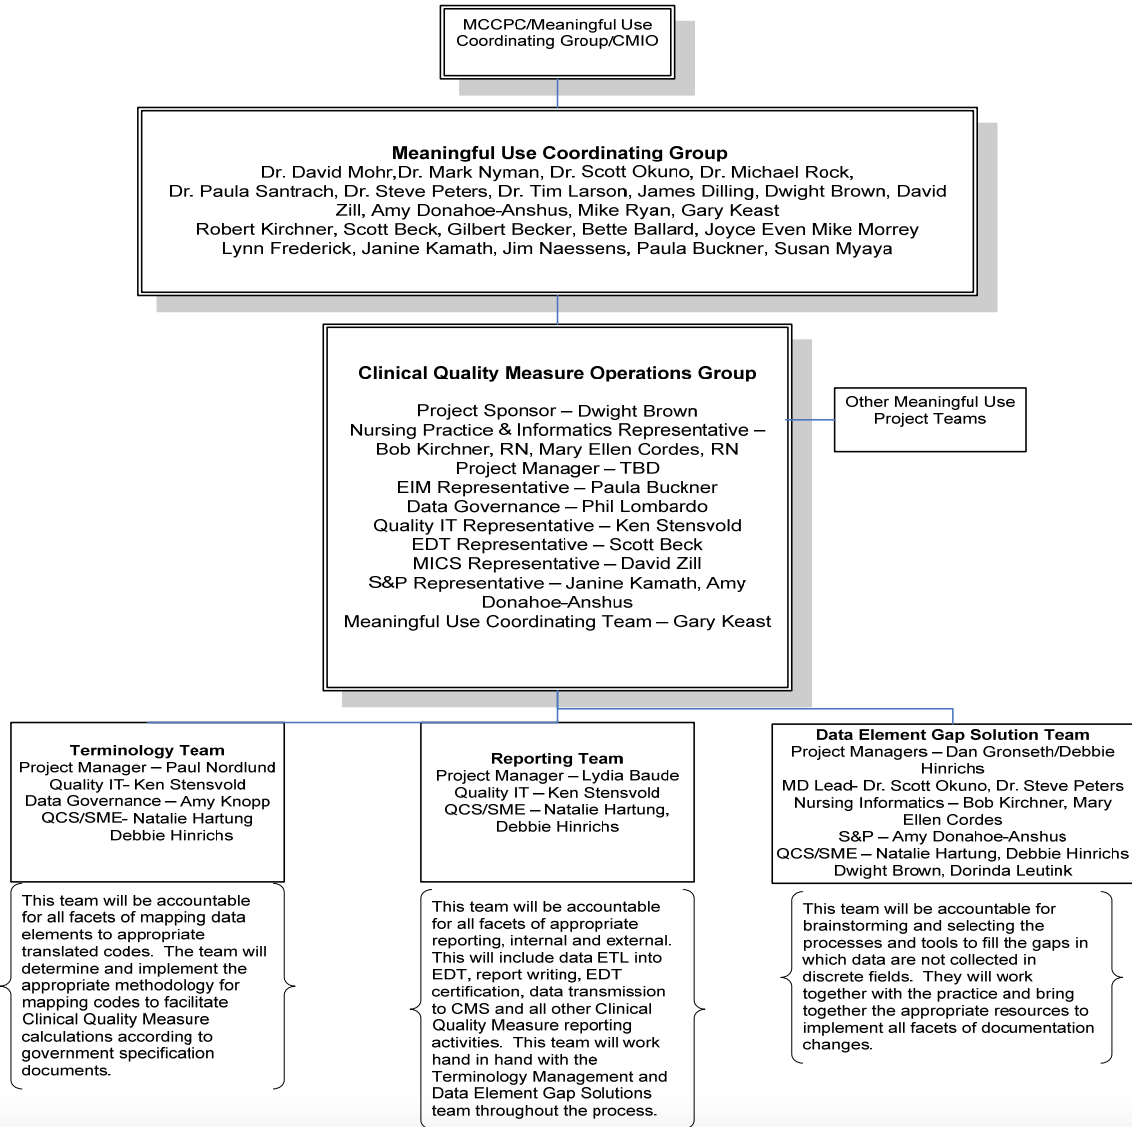 MCCPC/Meaningful Use
Coordinating Group/CMIO
Meaningful Use Coordinating Group
Dr. David Mohr,Dr. Mark Nyman, Dr. Scott Okuno, Dr. Michael Rock,
Dr. Paula Santrach, Dr. Steve Peters, Dr. Tim Larson, James Dilling, Dwight Brown, David
Zill, Amy Donahoe-Anshus, Mike Ryan, Gary Keast
Robert Kirchner, Scott Beck, Gilbert Becker, Bette Ballard, Joyce Even Mike Morrey
Lynn Frederick, Janine Kamath, Jim Naessens, Paula Buckner, Susan Myaya
Clinical Quality Measure Operations Group
Project Sponsor – Dwight Brown
Nursing Practice & Informatics Representative –
Bob Kirchner, RN, Mary Ellen Cordes, RN
Project Manager – TBD
EIM Representative – Paula Buckner
Data Governance – Phil Lombardo
Quality IT Representative – Ken Stensvold
EDT Representative – Scott Beck
MICS Representative – David Zill
S&P Representative – Janine Kamath, Amy
Donahoe-Anshus
Meaningful Use Coordinating Team – Gary Keast
Other Meaningful Use
Project Teams
Terminology Team
Project Manager – Paul Nordlund
Quality IT- Ken Stensvold
Data Governance – Amy Knopp
QCS/SME- Natalie Hartung
Debbie Hinrichs
This team will be accountable
for all facets of mapping data
elements to appropriate
translated codes.  The team will
determine and implement the
appropriate methodology for
mapping codes to facilitate
Clinical Quality Measure
calculations according to
government specification
documents.
Reporting Team
Project Manager – Lydia Baude
Quality IT – Ken Stensvold
QCS/SME – Natalie Hartung,
Debbie Hinrichs
This team will be accountable
for all facets of appropriate
reporting, internal and external.
This will include data ETL into
EDT, report writing, EDT
certification, data transmission
to CMS and all other Clinical
Quality Measure reporting
activities.  This team will work
hand in hand with the
Terminology Management and
Data Element Gap Solutions
team throughout the process.
Data Element Gap Solution Team
Project Managers – Dan Gronseth/Debbie
Hinrichs
MD Lead- Dr. Scott Okuno, Dr. Steve Peters
Nursing Informatics – Bob Kirchner, Mary
Ellen Cordes
S&P – Amy Donahoe-Anshus
QCS/SME – Natalie Hartung, Debbie Hinrichs
Dwight Brown, Dorinda Leutink
This team will be accountable for
brainstorming and selecting the
processes and tools to fill the gaps in
which data are not collected in
discrete fields.  They will work
together with the practice and bring
together the appropriate resources to
implement all facets of documentation
changes.